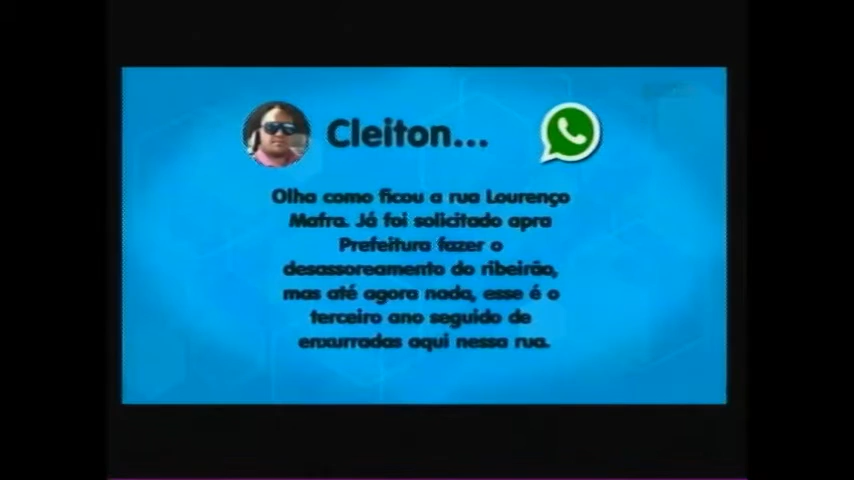 Cleiton...
Olha como ficou a rua Lourenço
Mafra. Já foi solicitado apra
Prefeitura fazer o
desassoreamento do ribeirão,
mas até agora nada, esse é o
terceiro ano seguido de
enxurradas aqui nessa rua.